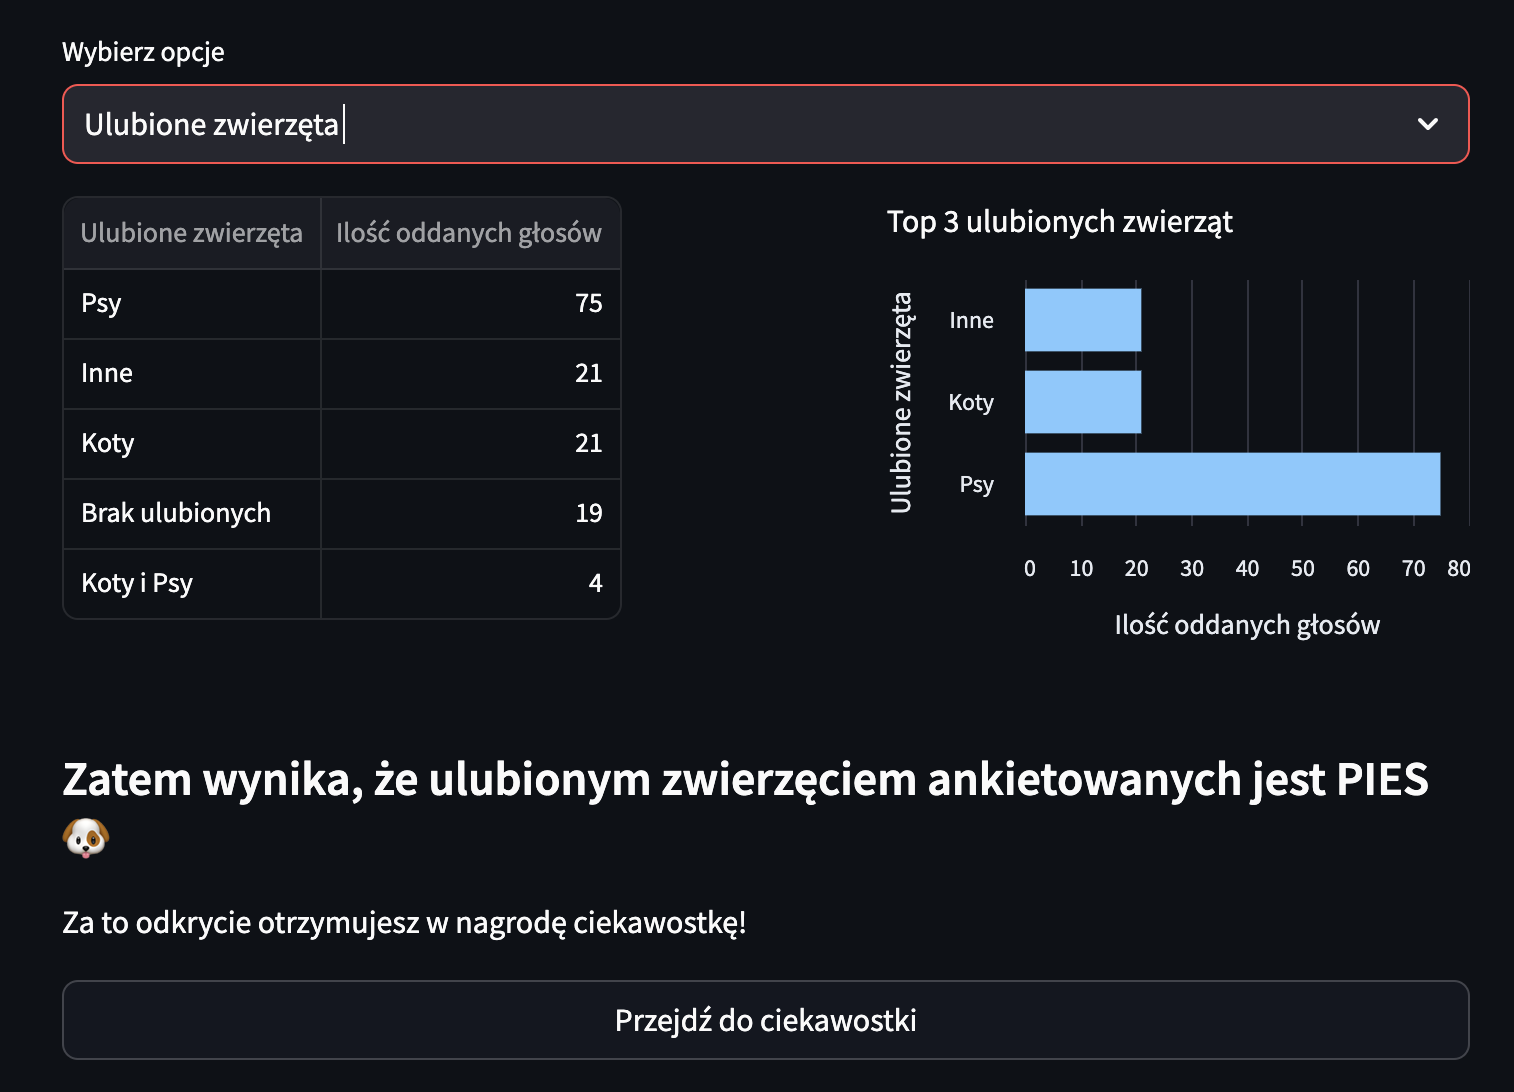 Wybierz opcje
Ulubione zwierzęta
Ulubione zwierzęta Ilość oddanych głosów
Psy 75
Inne 21
Koty 21
Brak ulubionych 19
Koty i Psy 4
Top 3 ulubionych zwierząt
Ulubione zwierzęta
Inne
Koty
Psy
0 10 20 30 40 50 60 70 80
Ilość oddanych głosów
Zatem wynika, że ulubionym zwierzęciem ankietowanych jest PIES
🐶
Za to odkrycie otrzymujesz w nagrodę ciekawostkę!
Przejdź do ciekawostki